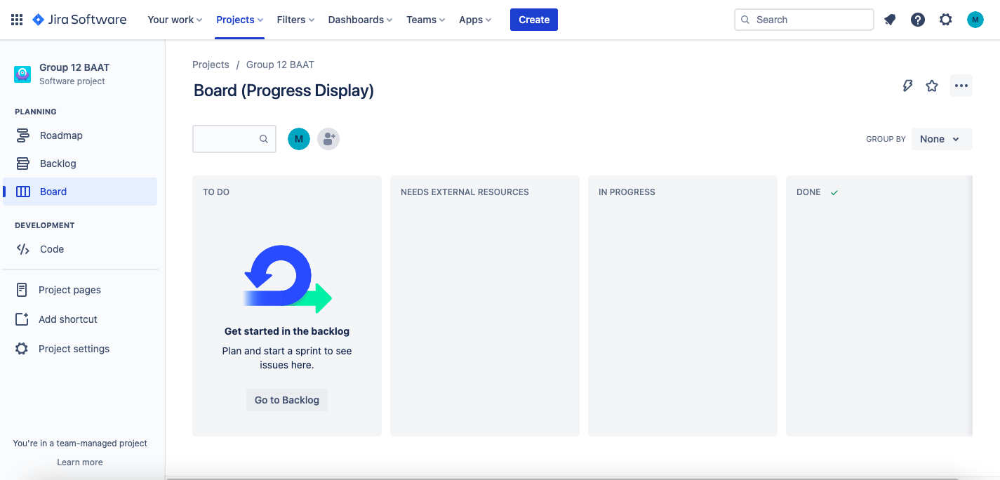 Jira Software
Your work
Projects
Filters
Dashboards
Teams
Apps
Create
Search
M
Group 12 BAAT
Software project
PLANNING
Roadmap
Backlog
Board
DEVELOPMENT
Code
Project pages
Add shortcut
Project settings
You're in a team-managed project
Learn more
Projects / Group 12 BAAT
Board (Progress Display)
M
GROUP BY
None
TO DO
Get started in the backlog
Plan and start a sprint to see
issues here.
Go to Backlog
NEEDS EXTERNAL RESOURCES
IN PROGRESS
DONE